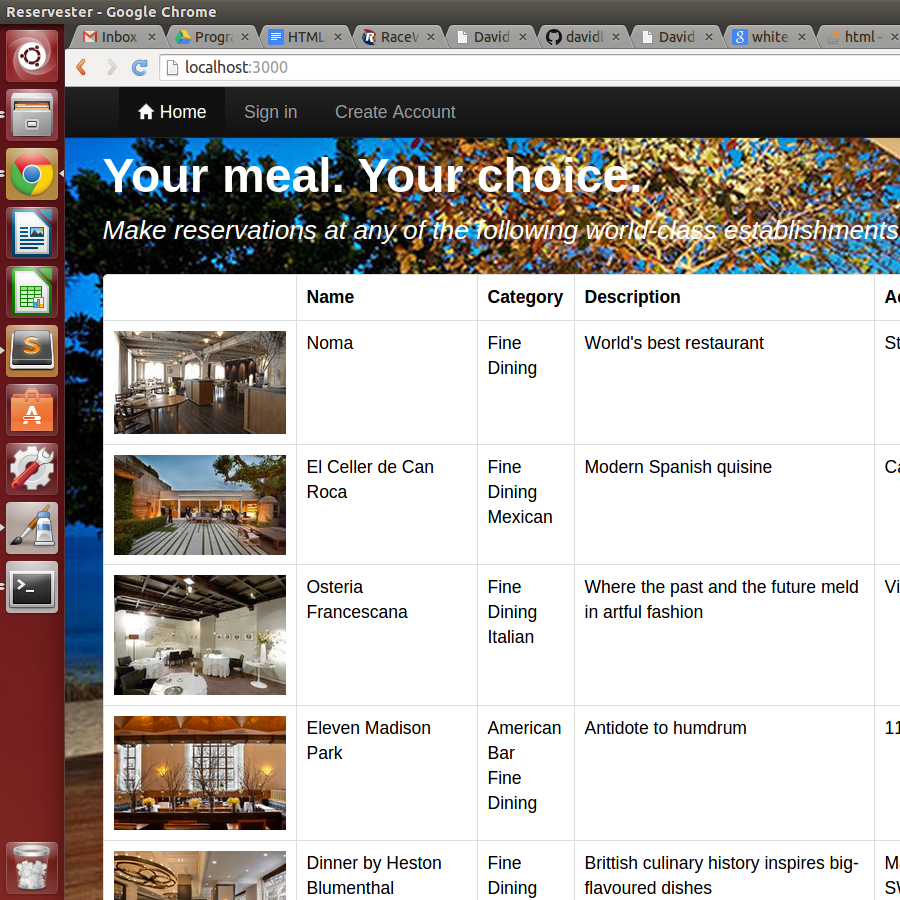 Reservester - Google Chrome
Inbox × Progra × HTML × RaceW × David × davidl × David × white × html - ×
localhost:3000
Home Sign in Create Account
Your meal. Your choice.
Make reservations at any of the following world-class establishments
Name Category Description
Noma Fine World's best restaurant St
Dining
El Celler de Can Fine Modern Spanish quisine Ca
Roca Dining
Mexican
Osteria Fine Where the past and the future meld Vi
Francescana Dining in artful fashion
Italian
Eleven Madison American Antidote to humdrum 11
Park Bar
Fine
Dining
Dinner by Heston Fine Brittish culinary history inspires big-
Blumenthal Dining flavoured dishes